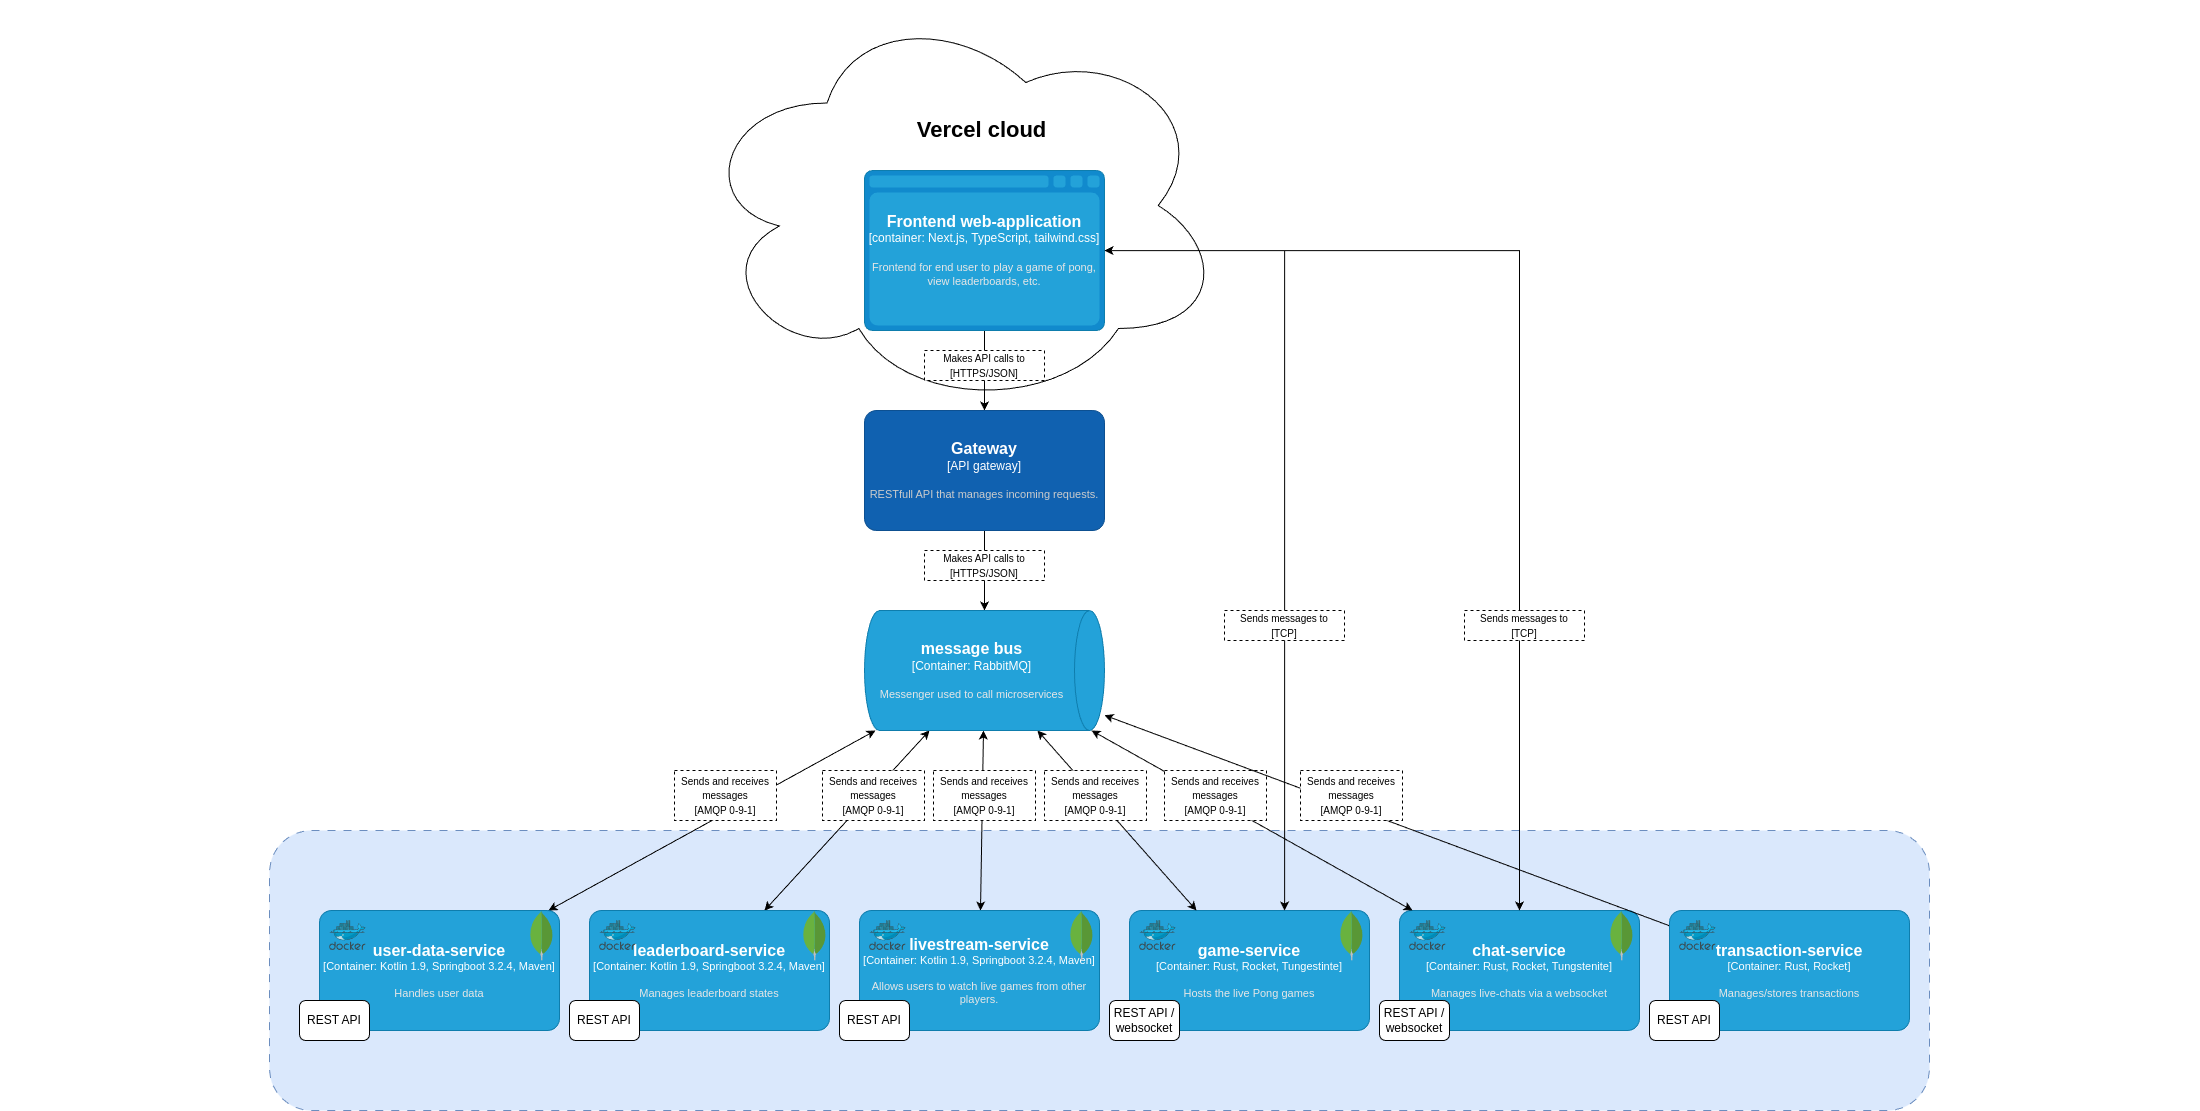 Vercel cloud
Frontend web-application
[container: Next.js, TypeScript, tailwind.css]
Frontend for end user to play a game of pong,
view leaderboards, etc.
Makes API calls to
[HTTPS/JSON]
Gateway
[API gateway]
RESTfull API that manages incoming requests.
Makes API calls to
[HTTPS/JSON]
message bus
[Container: RabbitMQ]
Messenger used to call microservices
Sends messages to
[TCP]
Sends messages to
[TCP]
Sends and receives
messages
[AMQP 0-9-1]
Sends and receives
messages
[AMQP 0-9-1]
Sends and receives
messages
[AMQP 0-9-1]
Sends and receives
messages
[AMQP 0-9-1]
Sends and receives
messages
[AMQP 0-9-1]
Sends and receives
messages
[AMQP 0-9-1]
docker
user-data-service
[Container: Kotlin 1.9, Springboot 3.2.4, Maven]
Handles user data
REST API
docker
leaderboard-service
[Container: Kotlin 1.9, Springboot 3.2.4, Maven]
Manages leaderboard states
REST API
docker
livestream-service
[Container: Kotlin 1.9, Springboot 3.2.4, Maven]
Allows users to watch live games from other
players.
REST API
docker
game-service
[Container: Rust, Rocket, Tungestinte]
Hosts the live Pong games
REST API /
websocket
docker
chat-service
[Container: Rust, Rocket, Tungstenite]
Manages live-chats via a websocket
REST API /
websocket
docker
transaction-service
[Container: Rust, Rocket]
Manages/stores transactions
REST API